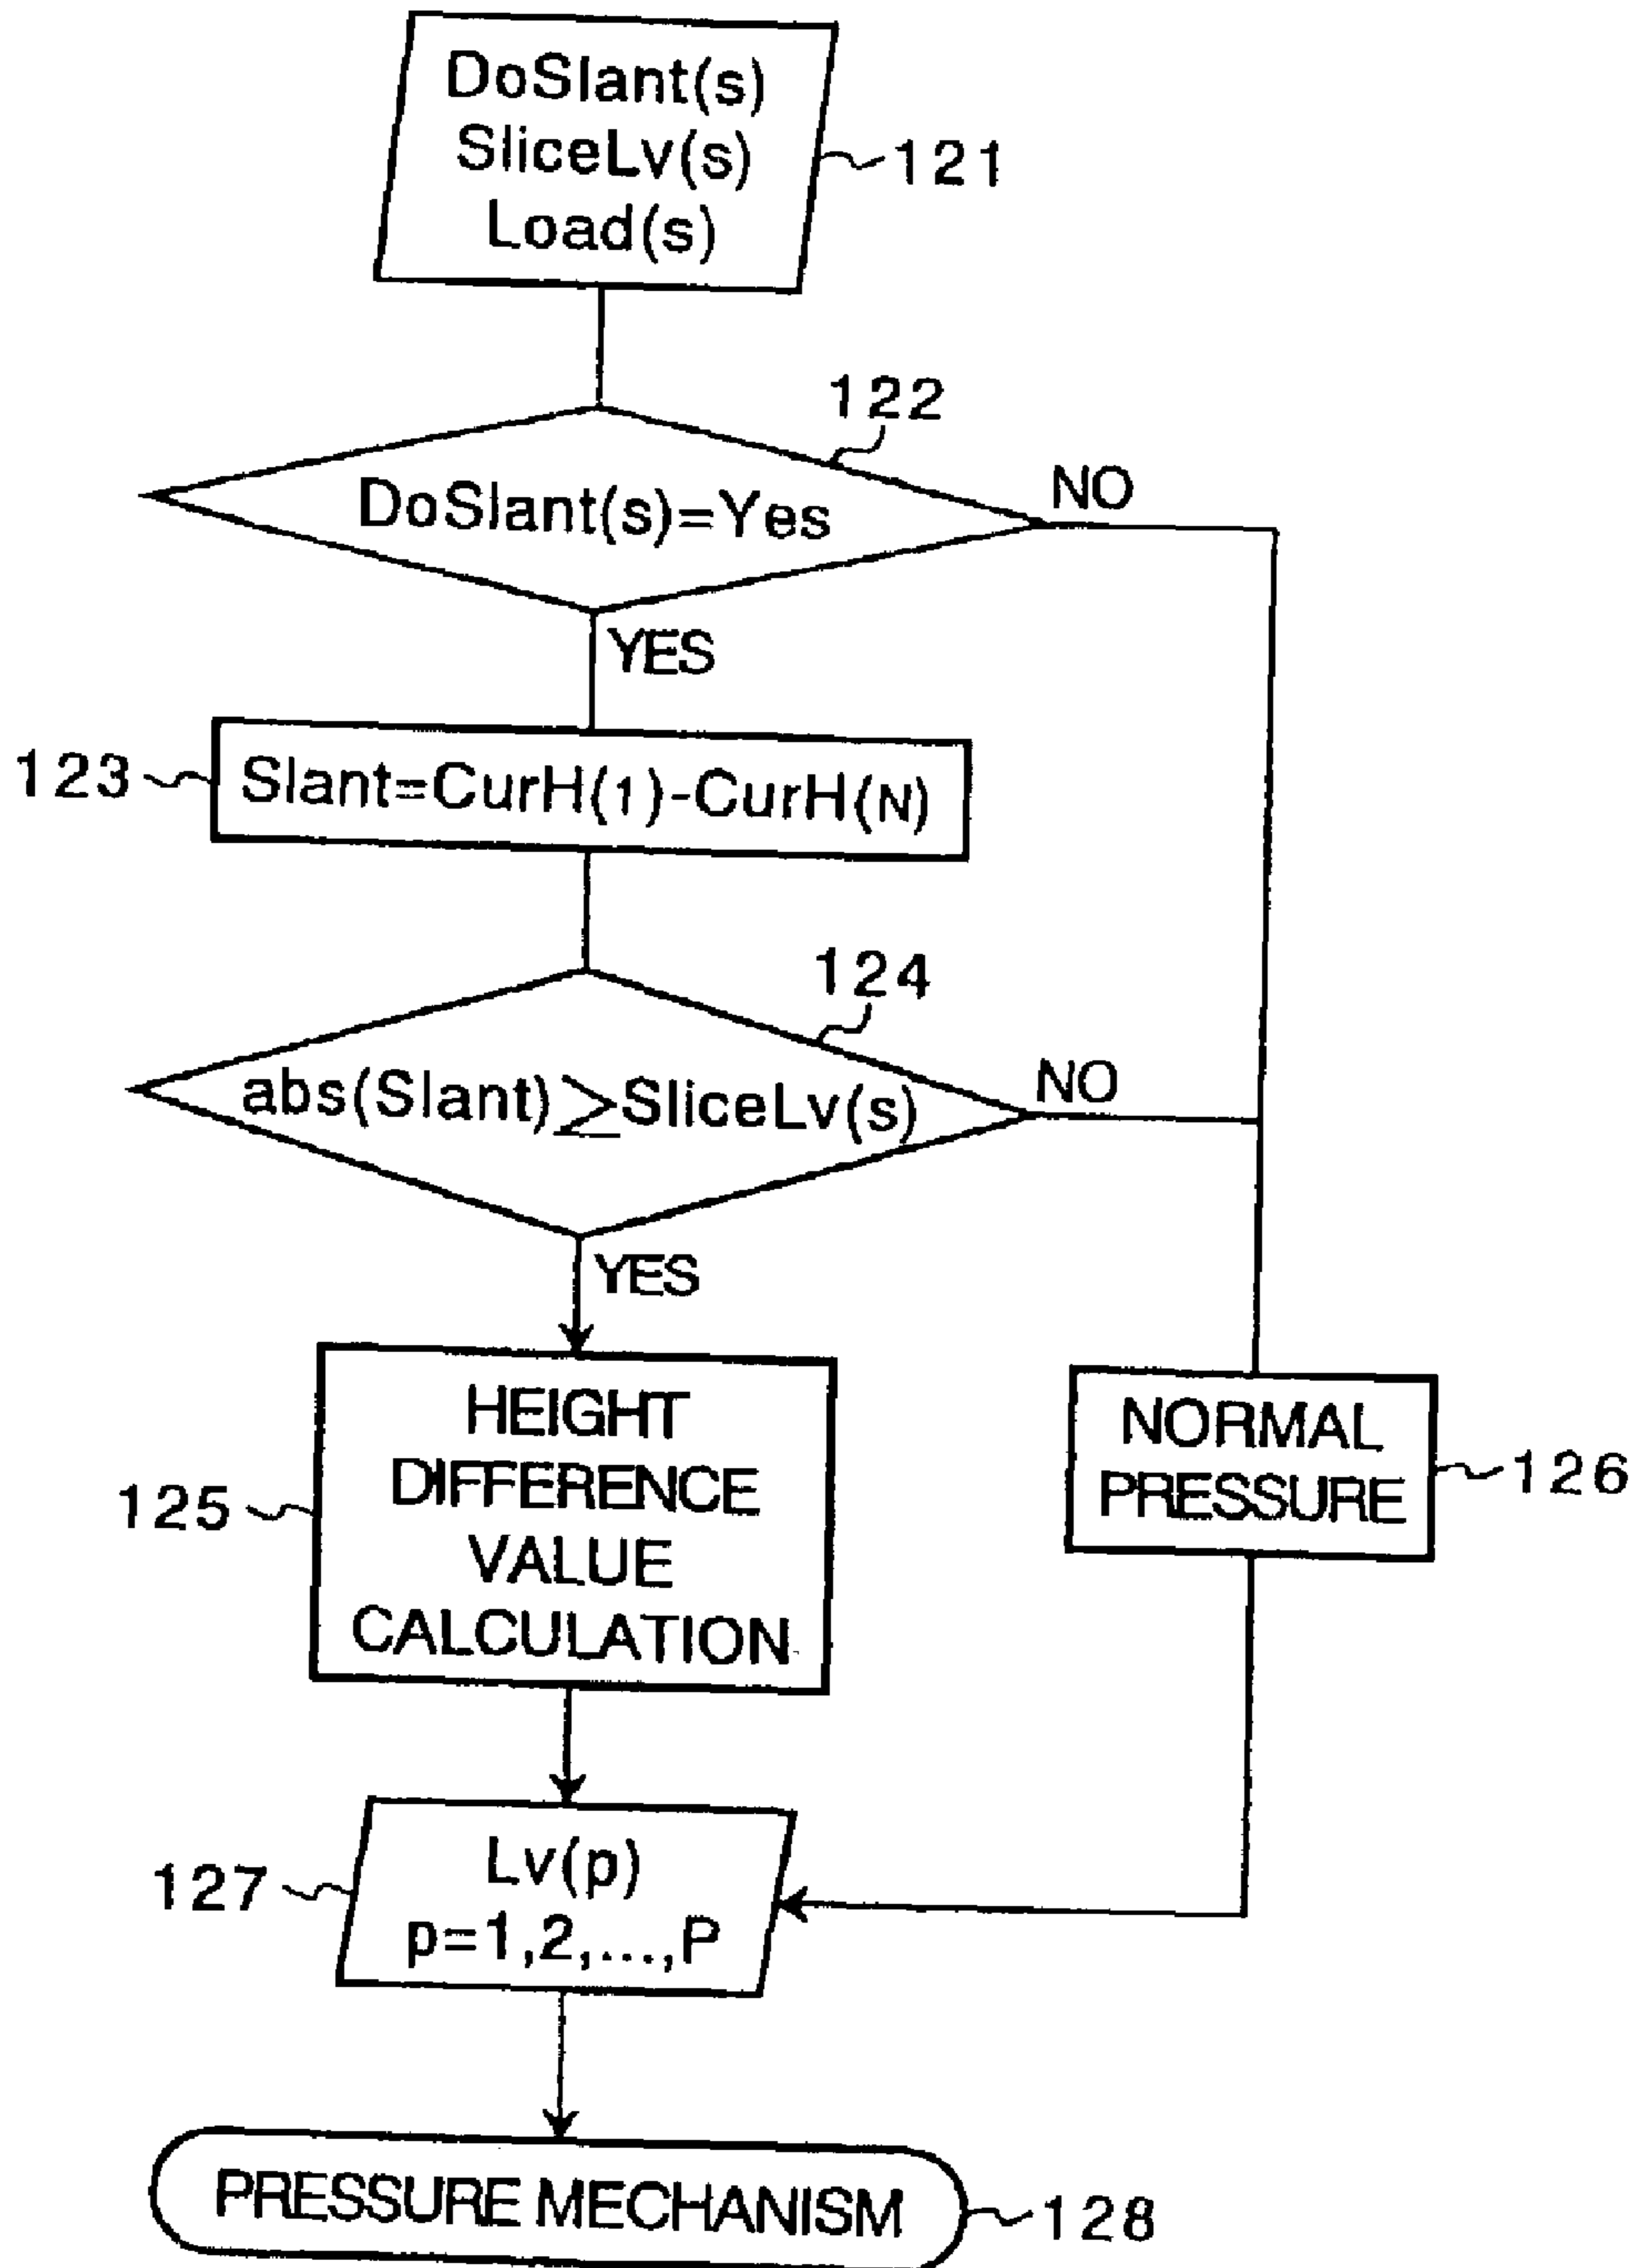 DoSlant(s)
SliceLv(s)
Load(s)
121
122
DoSlant(s)=Yes
NO
YES
123
Slant=CurH(1)-CurH(N)
124
abs(Slant)≥SliceLv(s)
NO
YES
HEIGHT
DIFFERENCE
VALUE
CALCULATION
125
NORMAL
PRESSURE
126
Lv(p)
p=1,2,...,P
127
PRESSURE MECHANISM
128